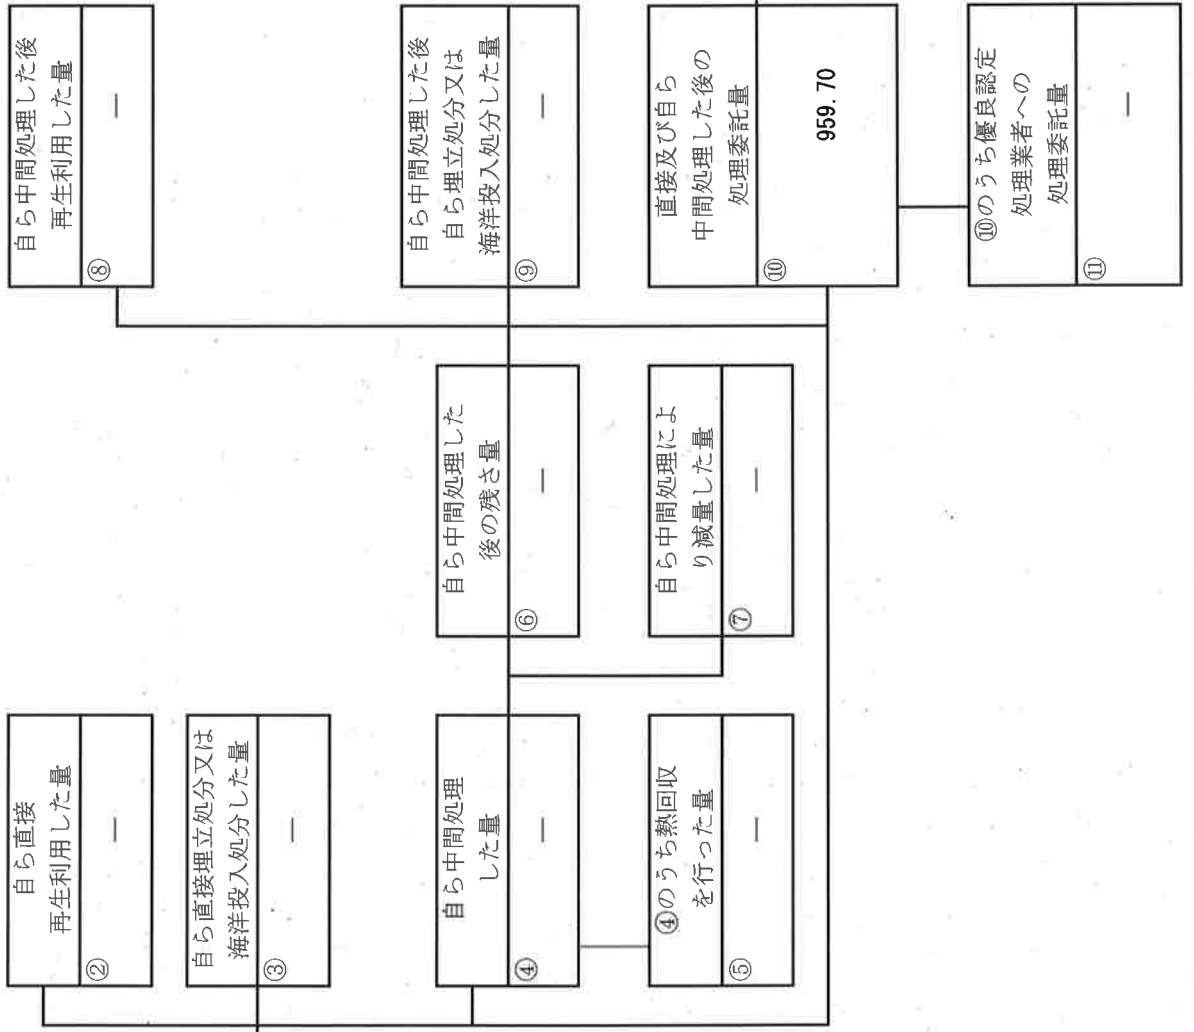 自ら直接
再生利用した量
②
—
自ら直接埋立処分又は
海洋投入処分した量
③
—
自ら中間処理
した量
④
—
④のうち熱回収
を行った量
⑤
—
自ら中間処理した
後の残さ量
⑥
—
自ら中間処理によ
り減量した量
⑦
—
自ら中間処理した後
再生利用した量
⑧
—
自ら中間処理した後
自ら埋立処分又は
海洋投入処分した量
⑨
—
直接及び自ら
中間処理した後の
処理委託量
⑩
959.70
⑩のうち優良認定
処理業者への
処理委託量
⑪
—